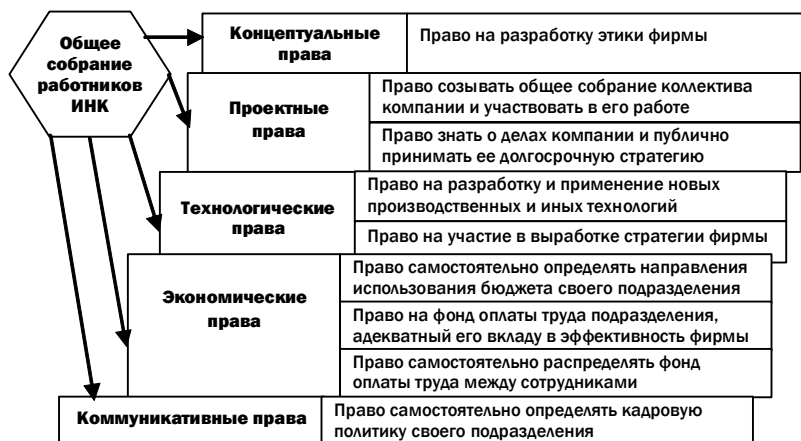 Общее
собрание
работников
ИНК
Концептуальные
права
Право на разработку этики фирмы
Проектные
права
Право созывать общее собрание коллектива
компании и участвовать в его работе
Право знать о делах компании и публично
принимать ее долгосрочную стратегию
Технологические
права
Право на разработку и применение новых
производственных и иных технологий
Право на участие в выработке стратегии фирмы
Экономические
права
Право самостоятельно определять направления
использования бюджета своего подразделения
Право на фонд оплаты труда подразделения,
адекватный его вкладу в эффективность фирмы
Право самостоятельно распределять фонд
оплаты труда между сотрудниками
Коммуникативные права
Право самостоятельно определять кадровую
политику своего подразделения